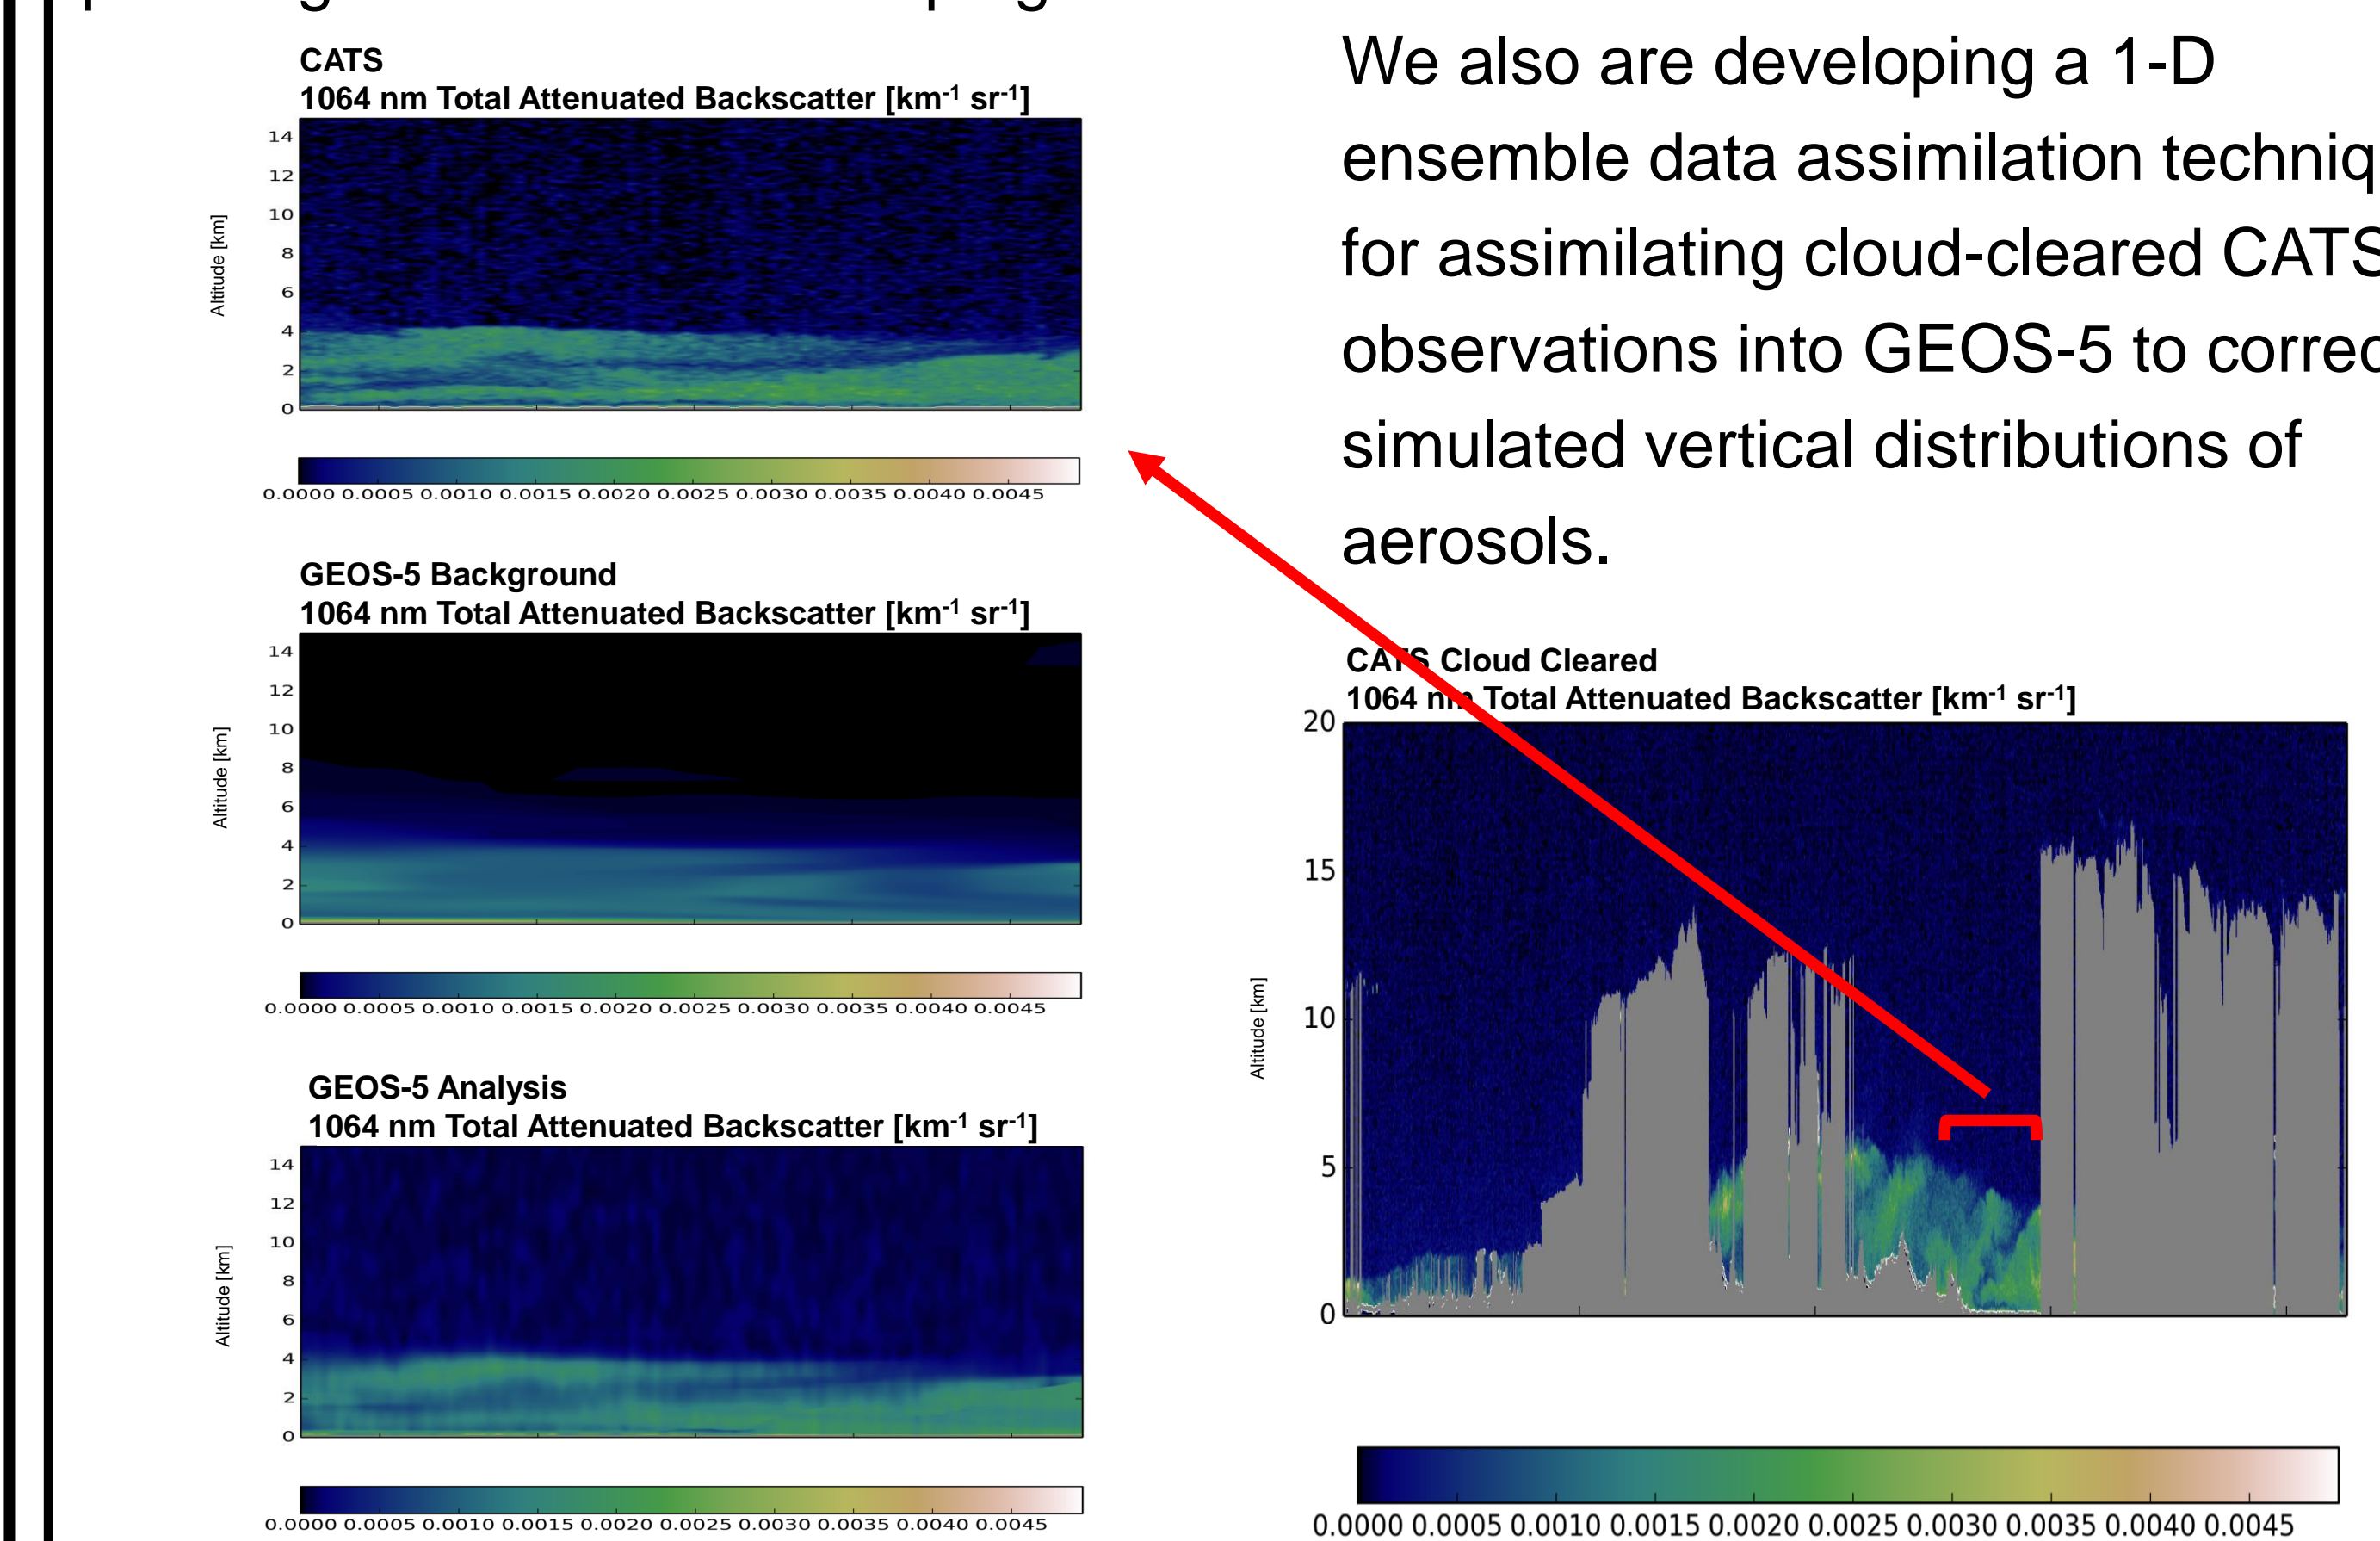 CATS
1064 nm Total Attenuated Backscatter [km-1 sr-1]
14
12
10
8
6
4
2
0
Altitude [km]
0.0000 0.0005 0.0010 0.0015 0.0020 0.0025 0.0030 0.0035 0.0040 0.0045
GEOS-5 Background
1064 nm Total Attenuated Backscatter [km-1 sr-1]
14
12
10
8
6
4
2
0
Altitude [km]
0.0000 0.0005 0.0010 0.0015 0.0020 0.0025 0.0030 0.0035 0.0040 0.0045
GEOS-5 Analysis
1064 nm Total Attenuated Backscatter [km-1 sr-1]
14
12
10
8
6
4
2
0
Altitude [km]
0.0000 0.0005 0.0010 0.0015 0.0020 0.0025 0.0030 0.0035 0.0040 0.0045
We also are developing a 1-D
ensemble data assimilation techniq
for assimilating cloud-cleared CATS
observations into GEOS-5 to correc
simulated vertical distributions of
aerosols.
CATS Cloud Cleared
1064 nm Total Attenuated Backscatter [km-1 sr-1]
20
15
10
5
0
Altitude [km]
0.0000 0.0005 0.0010 0.0015 0.0020 0.0025 0.0030 0.0035 0.0040 0.0045